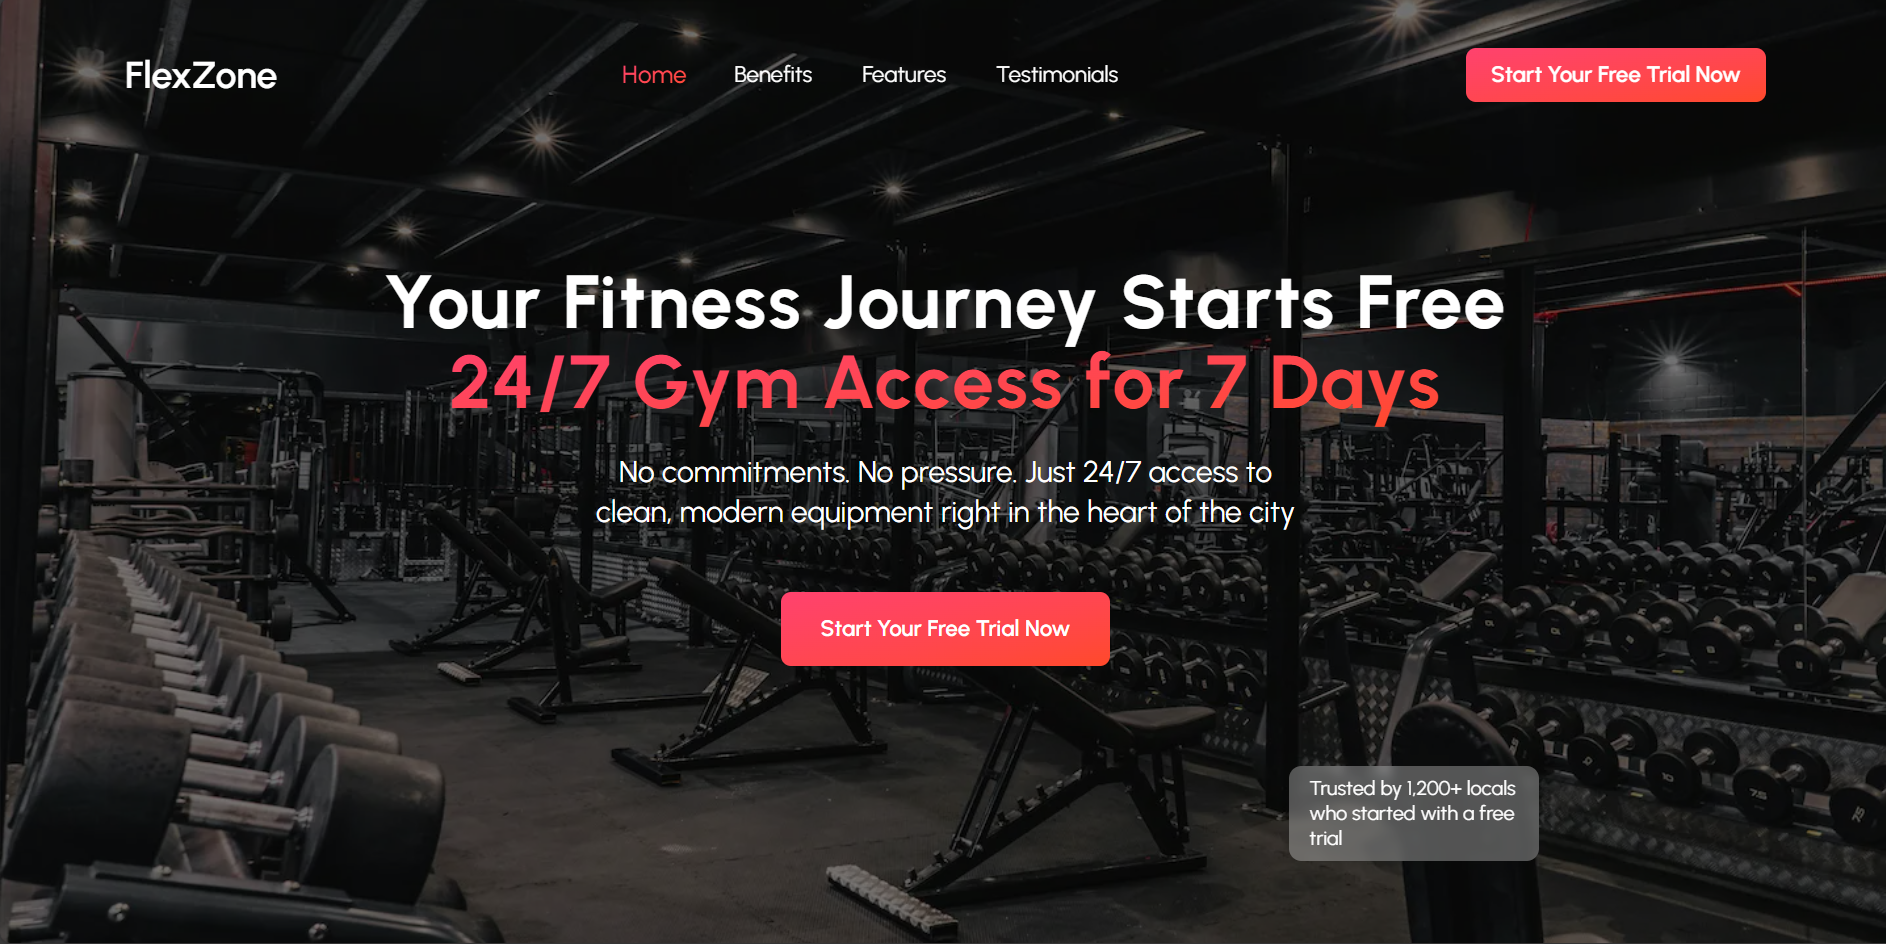 FlexZone
Home
Benefits
Features
Testimonials
Start Your Free Trial Now
Your Fitness Journey Starts Free
24/7 Gym Access for 7 Days
No commitments. No pressure. Just 24/7 access to
clean, modern equipment right in the heart of the city
Start Your Free Trial Now
Trusted by 1,200+ locals
who started with a free
trial